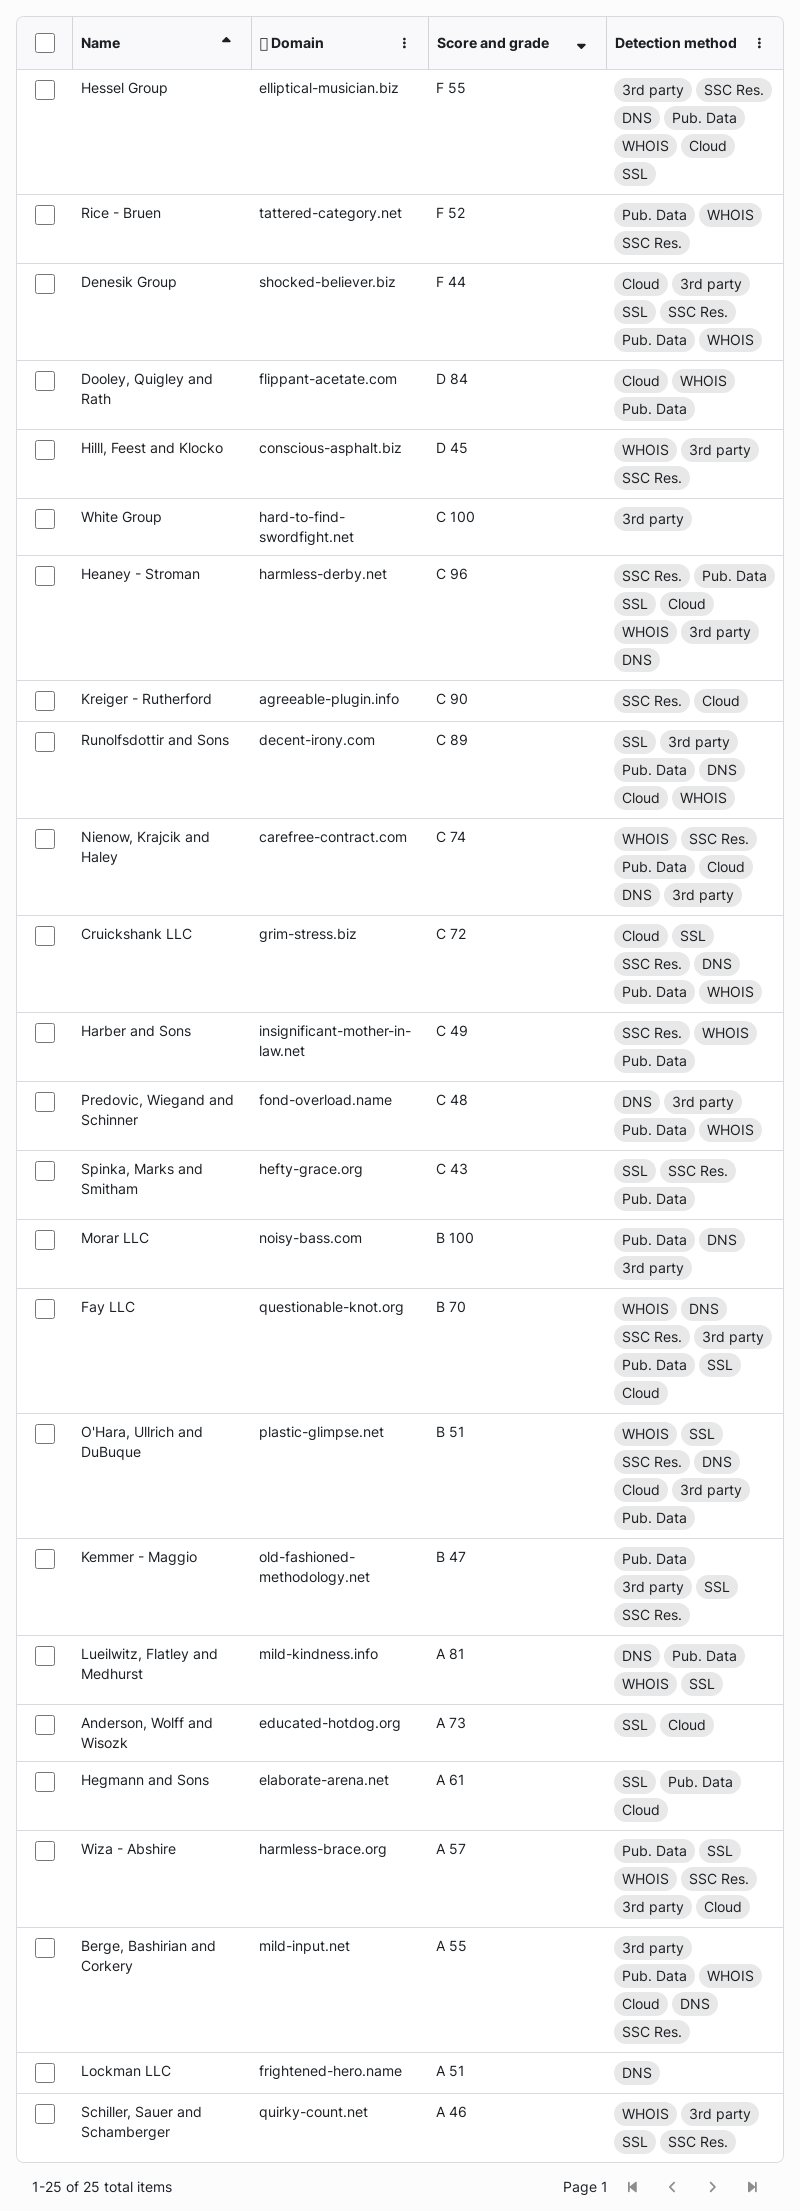 Name Domain Score and grade Detection method
Hessel Group elliptical-musician.biz F 55 3rd party SSC Res.
DNS Pub. Data
WHOIS Cloud
SSL
Rice - Bruen tattered-category.net F 52 Pub. Data WHOIS
SSC Res.
Denesik Group shocked-believer.biz F 44 Cloud 3rd party
SSL SSC Res.
Pub. Data WHOIS
Dooley, Quigley and flippant-acetate.com D 84 Cloud WHOIS
Rath Pub. Data
Hilll, Feest and Klocko conscious-asphalt.biz D 45 WHOIS 3rd party
SSC Res.
White Group hard-to-find- C 100 3rd party
swordfight.net
Heaney - Stroman harmless-derby.net C 96 SSC Res. Pub. Data
SSL Cloud
WHOIS 3rd party
DNS
Kreiger - Rutherford agreeable-plugin.info C 90 SSC Res. Cloud
Runolfsdottir and Sons decent-irony.com C 89 SSL 3rd party
Pub. Data DNS
Cloud WHOIS
Nienow, Krajcik and carefree-contract.com C 74 WHOIS SSC Res.
Haley Pub. Data Cloud
DNS 3rd party
Cruickshank LLC grim-stress.biz C 72 Cloud SSL
SSC Res. DNS
Pub. Data WHOIS
Harber and Sons insignificant-mother-in- C 49 SSC Res. WHOIS
law.net Pub. Data
Predovic, Wiegand and fond-overload.name C 48 DNS 3rd party
Schinner Pub. Data WHOIS
Spinka, Marks and hefty-grace.org C 43 SSL SSC Res.
Smitham Pub. Data
Morar LLC noisy-bass.com B 100 Pub. Data DNS
3rd party
Fay LLC questionable-knot.org B 70 WHOIS DNS
SSC Res. 3rd party
Pub. Data SSL
Cloud
O'Hara, Ullrich and plastic-glimpse.net B 51 WHOIS SSL
DuBuque SSC Res. DNS
Cloud 3rd party
Pub. Data
Kemmer - Maggio old-fashioned- B 47 Pub. Data
methodology.net 3rd party SSL
SSC Res.
Lueilwitz, Flatley and mild-kindness.info A 81 DNS Pub. Data
Medhurst WHOIS SSL
Anderson, Wolff and educated-hotdog.org A 73 SSL Cloud
Wisozk
Hegmann and Sons elaborate-arena.net A 61 SSL Pub. Data
Cloud
Wiza - Abshire harmless-brace.org A 57 Pub. Data SSL
WHOIS SSC Res.
3rd party Cloud
Berge, Bashirian and mild-input.net A 55 3rd party
Corkery Pub. Data WHOIS
Cloud DNS
SSC Res.
Lockman LLC frightened-hero.name A 51 DNS
Schiller, Sauer and quirky-count.net A 46 WHOIS 3rd party
Schamberger SSL SSC Res.
1-25 of 25 total items Page 1